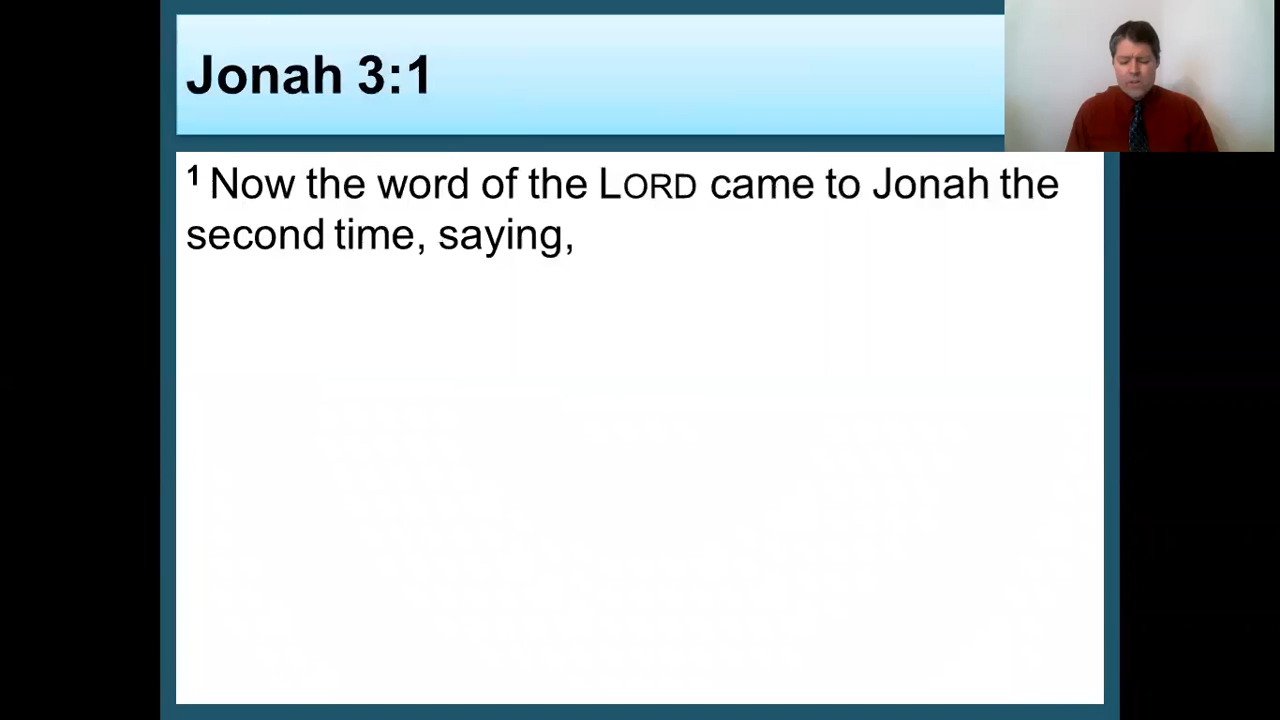 Jonah 3:1
¹ Now the word of the LORD came to Jonah the
second time, saying,